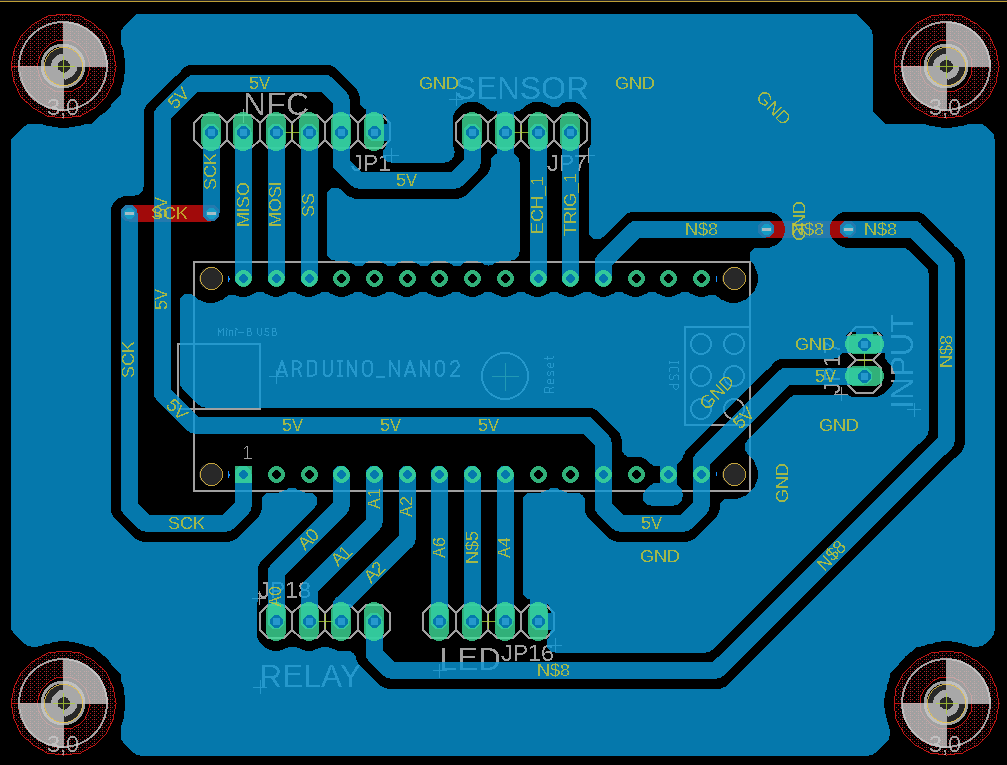 3,0
3,0
5V
5V
GND
SENSOR
GND
GND
NFC
JP1
JP7
SCK
MISO
MOSI
SS
5V
ECH_1
TRIG_1
5V
SCK
N$8
GND
N$8
N$8
5V
Mini-B USB
ARDUINO_NANO2
Reset
ICSP
SCK
GND
5V
INPUT
N$8
GND
5V
5V
5V
5V
5V
GND
1
GND
A1
A2
SCK
5V
A0
A1
A2
A6
N$5
A4
GND
N$8
JP18
A0
RELAY
LED
JP16
N$8
3,0
3,0